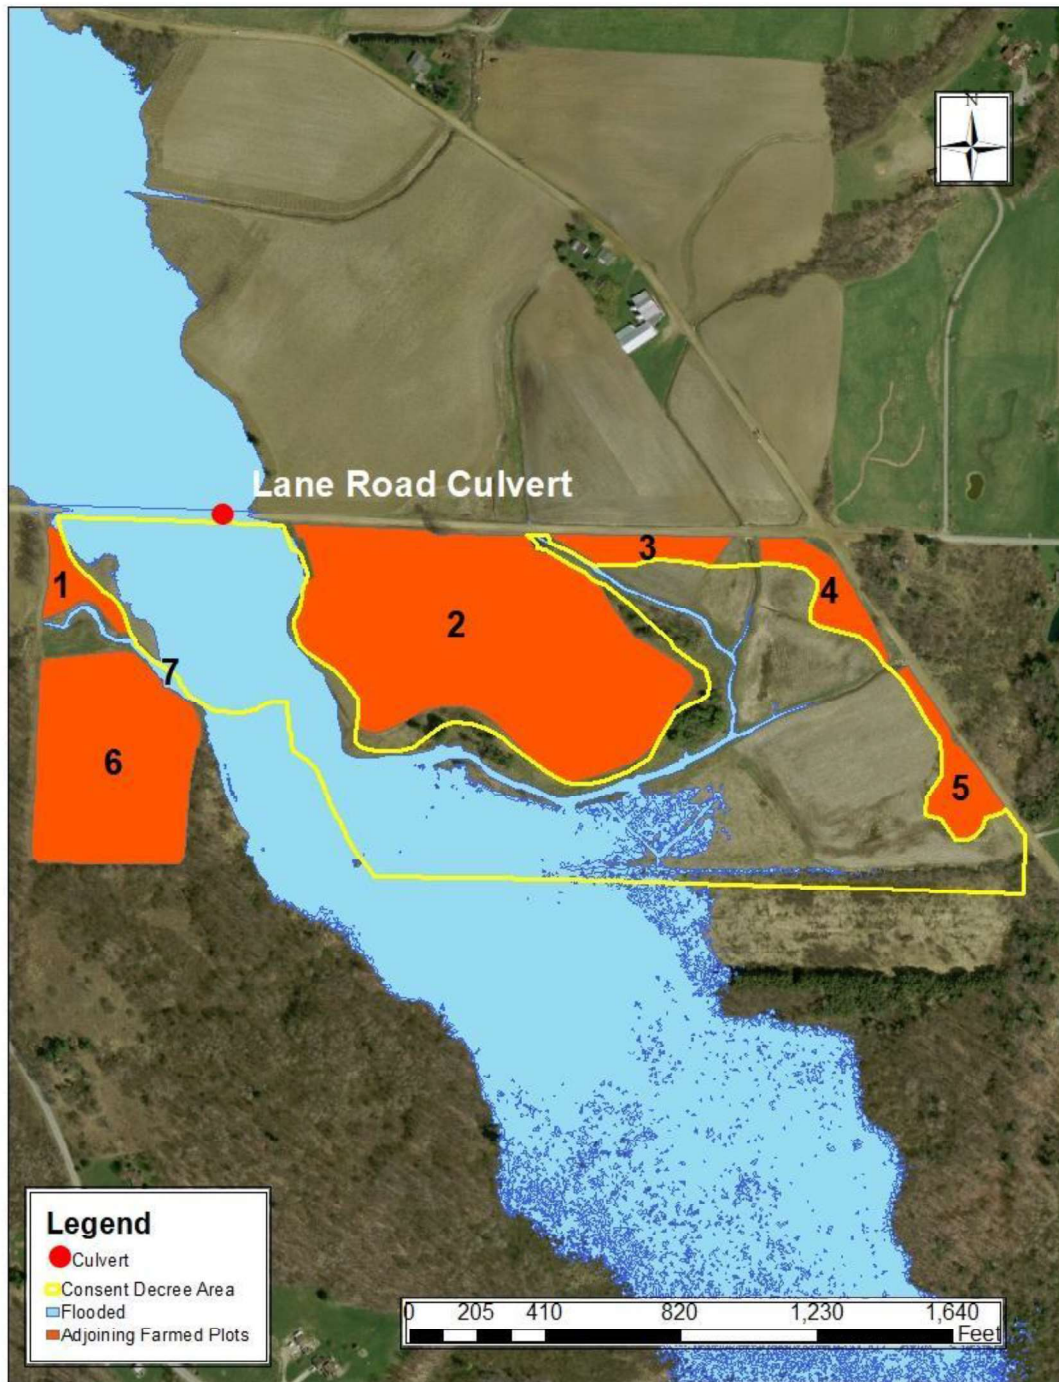 N
Lane Road Culvert
1
2
3
4
5
6
7
Legend
Culvert
Consent Decree Area
Flooded
Adjoining Farmed Plots
0 205 410 820 1,230 1,640
Feet